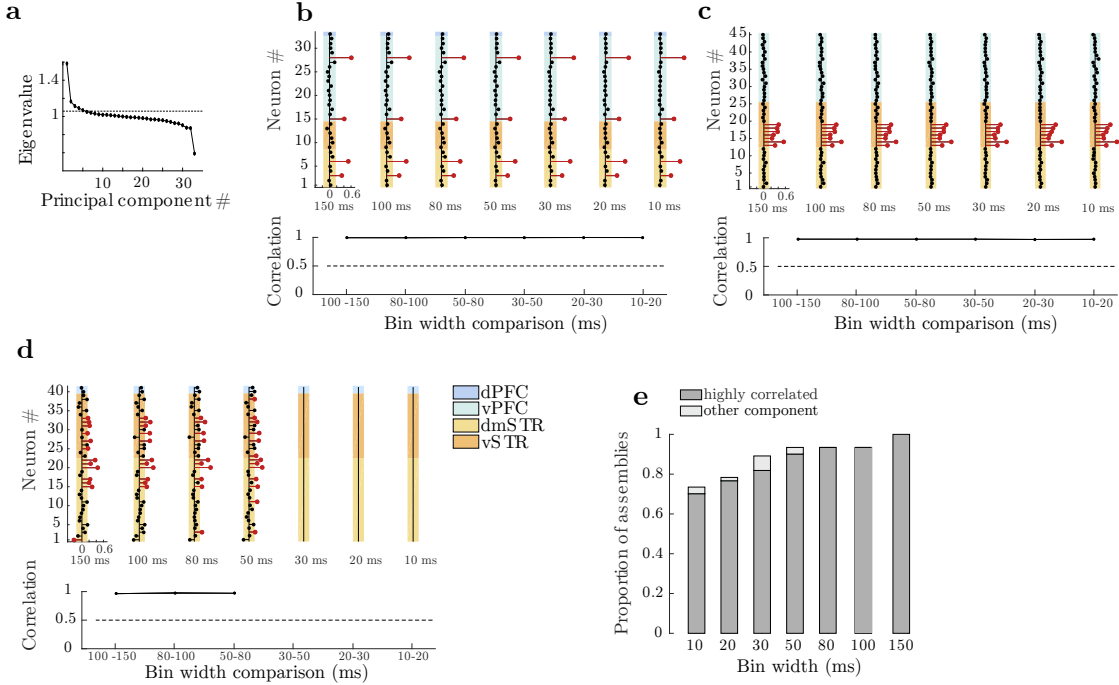 a
Eigenvalue
1.4
1
10
20
30
Principal component #
b
Neuron #
30
25
20
15
10
5
1
0 0.6
150 ms 100 ms 80 ms 50 ms 30 ms 20 ms 10 ms
Correlation
1
0.5
0
100 -150 80-100 50-80 30-50 20-30 10-20
Bin width comparison (ms)
c
Neuron #
45
40
35
30
25
20
15
10
5
1
0 0.6
150 ms 100 ms 80 ms 50 ms 30 ms 20 ms 10 ms
Correlation
1
0.5
0
100 -150 80-100 50-80 30-50 20-30 10-20
Bin width comparison (ms)
d
Neuron #
40
35
30
25
20
15
10
5
1
0 0.6
150 ms 100 ms 80 ms 50 ms 30 ms 20 ms 10 ms
dPFC
vPFC
dmSTR
vSTR
Correlation
1
0.5
0
100 -150 80-100 50-80 30-50 20-30 10-20
Bin width comparison (ms)
e
highly correlated
other component
Proportion of assemblies
1
0.8
0.6
0.4
0.2
0
10 20 30 50 80 100 150
Bin width (ms)